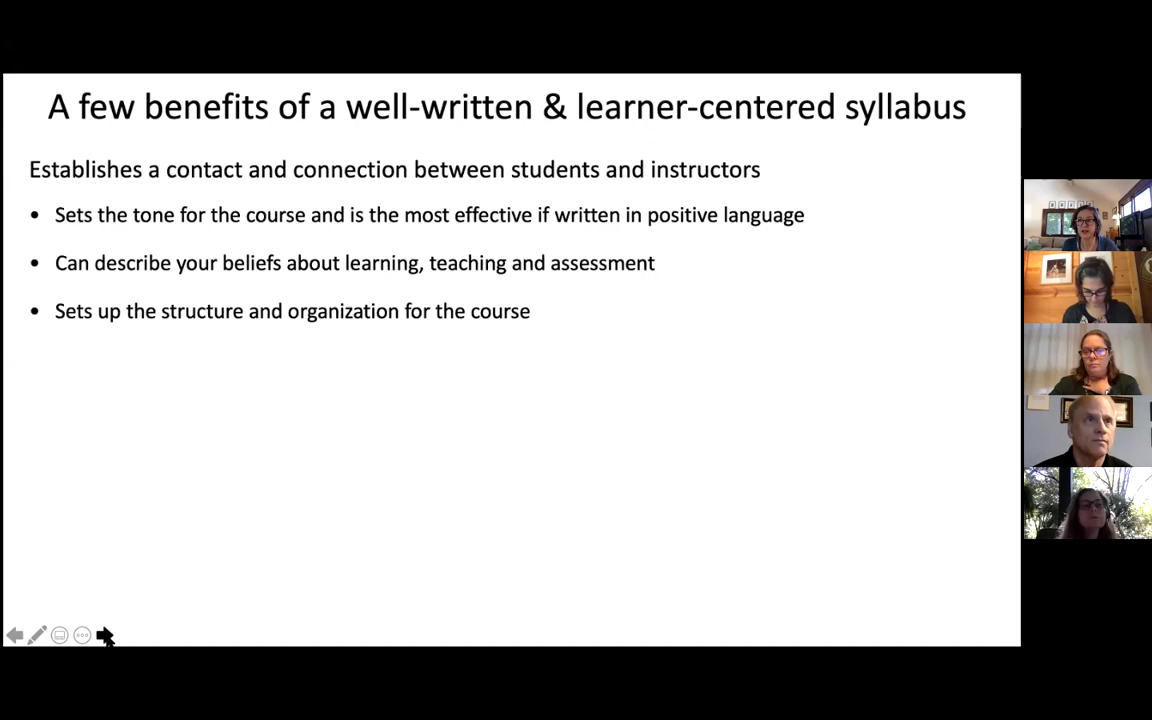 A few benefits of a well-written & learner-centered syllabus
Establishes a contact and connection between students and instructors
• Sets the tone for the course and is the most effective if written in positive language
• Can describe your beliefs about learning, teaching and assessment
• Sets up the structure and organization for the course